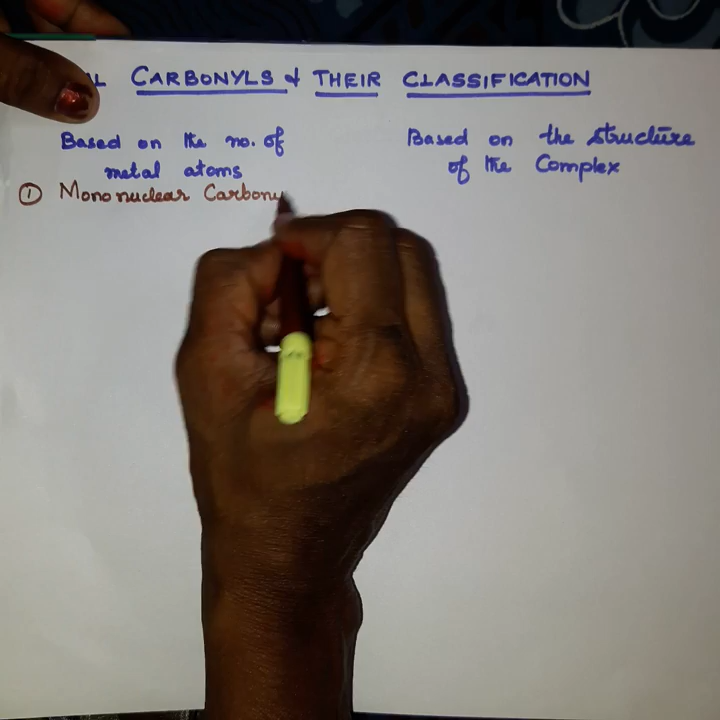 CARBONYLS & THEIR CLASSIFICATION
Based on the no. of
metal atoms
Based on the structure
of the Complex
① Mononuclear Carbony